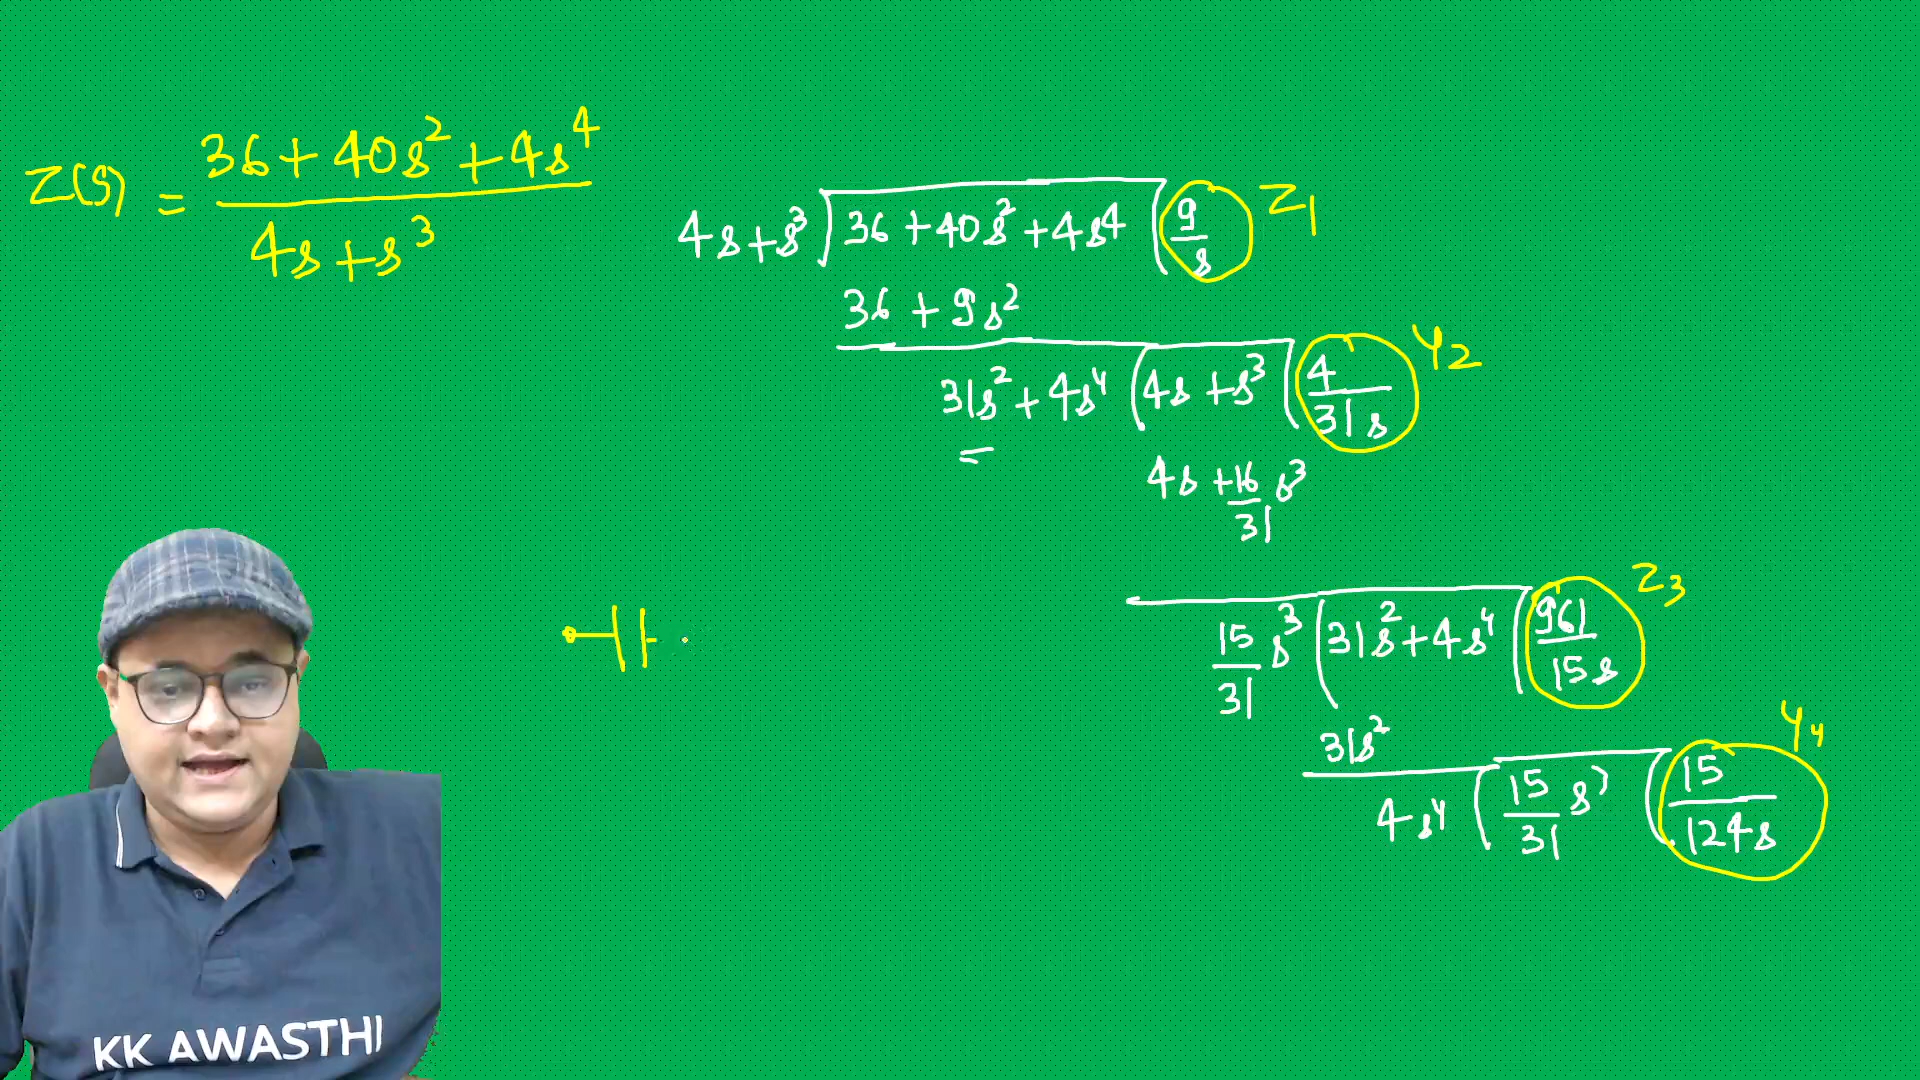 Z(s) = 36 + 40s² + 4s⁴ / 4s + s³
4s + s³ ) 36 + 40s² + 4s⁴ ( 9/s Z1
36 + 9s²
31s² + 4s⁴ ( 4s + s³ ( 4/31s Y2
4s + 16/31 s³
15/31 s³ ( 31s² + 4s⁴ ( 961/15s Z3
31s²
4s⁴ ( 15/31 s³ ( 15/124s Y4
KK AWASTHI